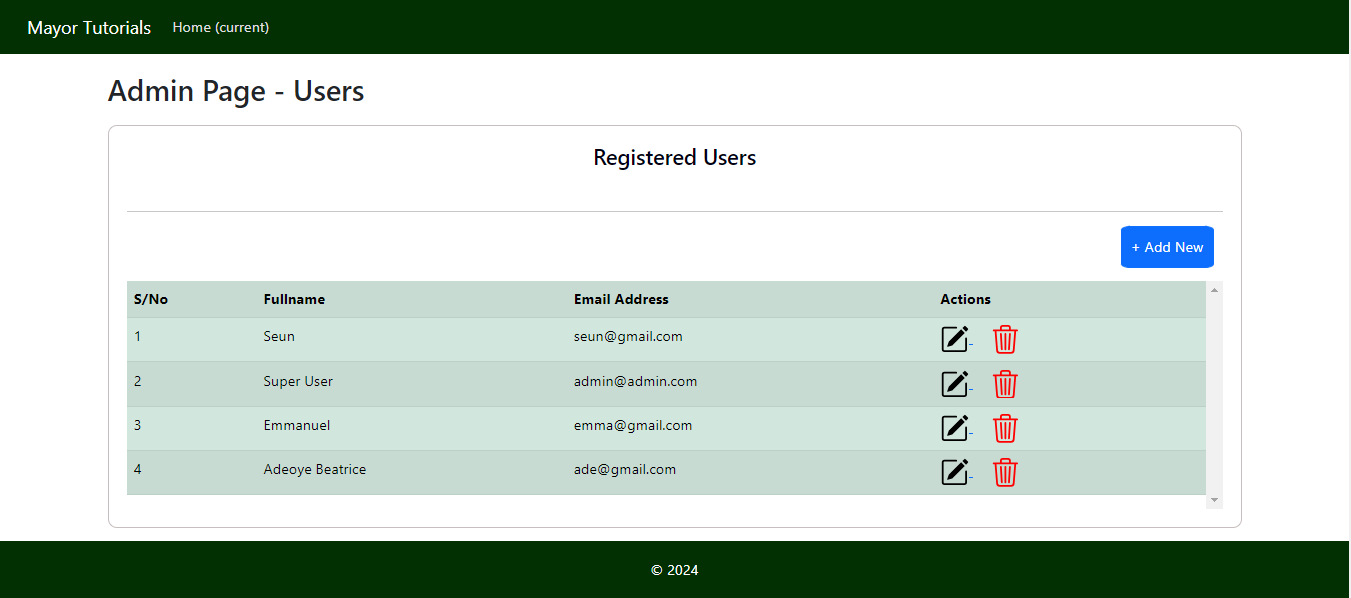 Mayor Tutorials Home (current)
Admin Page - Users
Registered Users
+ Add New
S/No Fullname Email Address Actions
1 Seun seun@gmail.com
2 Super User admin@admin.com
3 Emmanuel emma@gmail.com
4 Adeoye Beatrice ade@gmail.com
© 2024